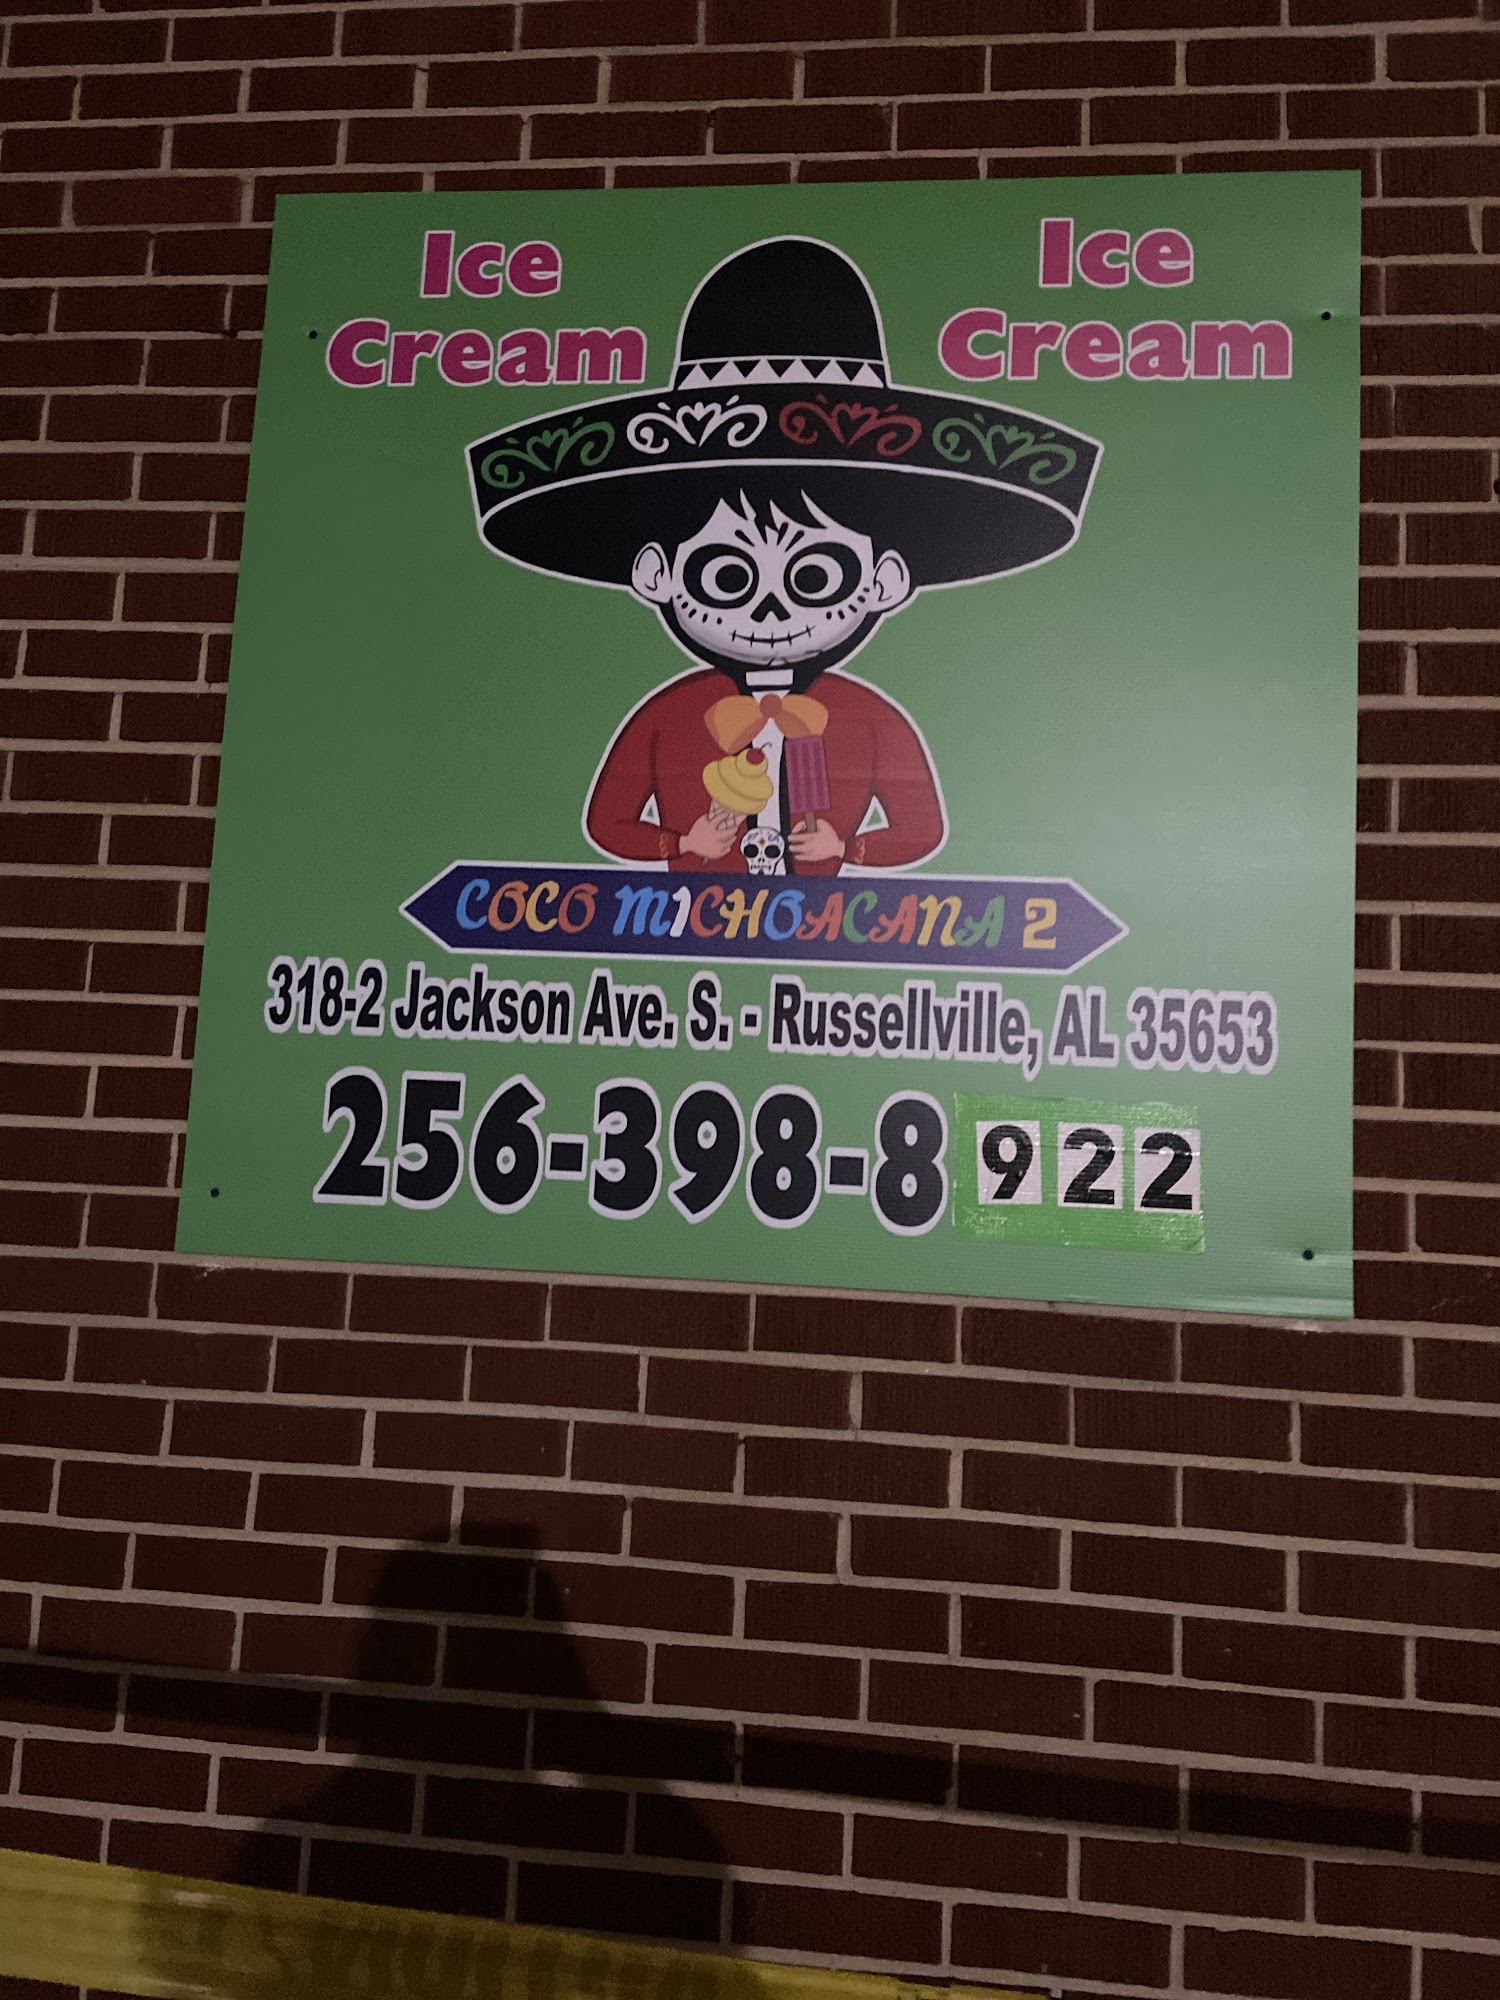 Ice Cream
Ice Cream
COCO MICHOACANA 2
318-2 Jackson Ave. S. - Russellville, AL 35653
256-398-8922